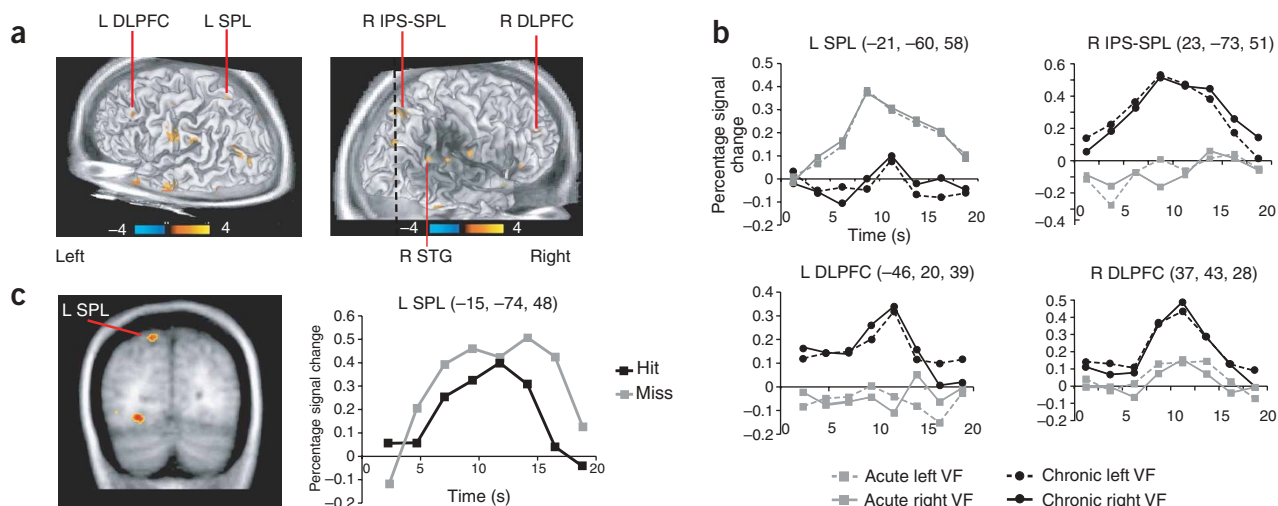 a
L DLPFC L SPL R IPS-SPL R DLPFC
–4 4 –4 4
Left R STG Right
c
L SPL
L SPL (–15, –74, 48)
Percentage signal change
0.6
0.5
0.4
0.3
0.2
0.1
0
–0.1
–0.2
0 5 10 15 20
Time (s)
Hit
Miss
b
L SPL (–21, –60, 58)
Percentage signal
change
0.5
0.4
0.3
0.2
0.1
0
–0.1
–0.2
0 5 10 15 20
Time (s)
R IPS-SPL (23, –73, 51)
0.6
0.4
0.2
0
–0.2
–0.4
0 5 10 15 20
L DLPFC (–46, 20, 39)
0.4
0.3
0.2
0.1
0
–0.1
–0.2
0 5 10 15 20
R DLPFC (37, 43, 28)
0.5
0.4
0.3
0.2
0.1
0
–0.1
–0.2
0 5 10 15 20
Acute left VF Chronic left VF
Acute right VF Chronic right VF